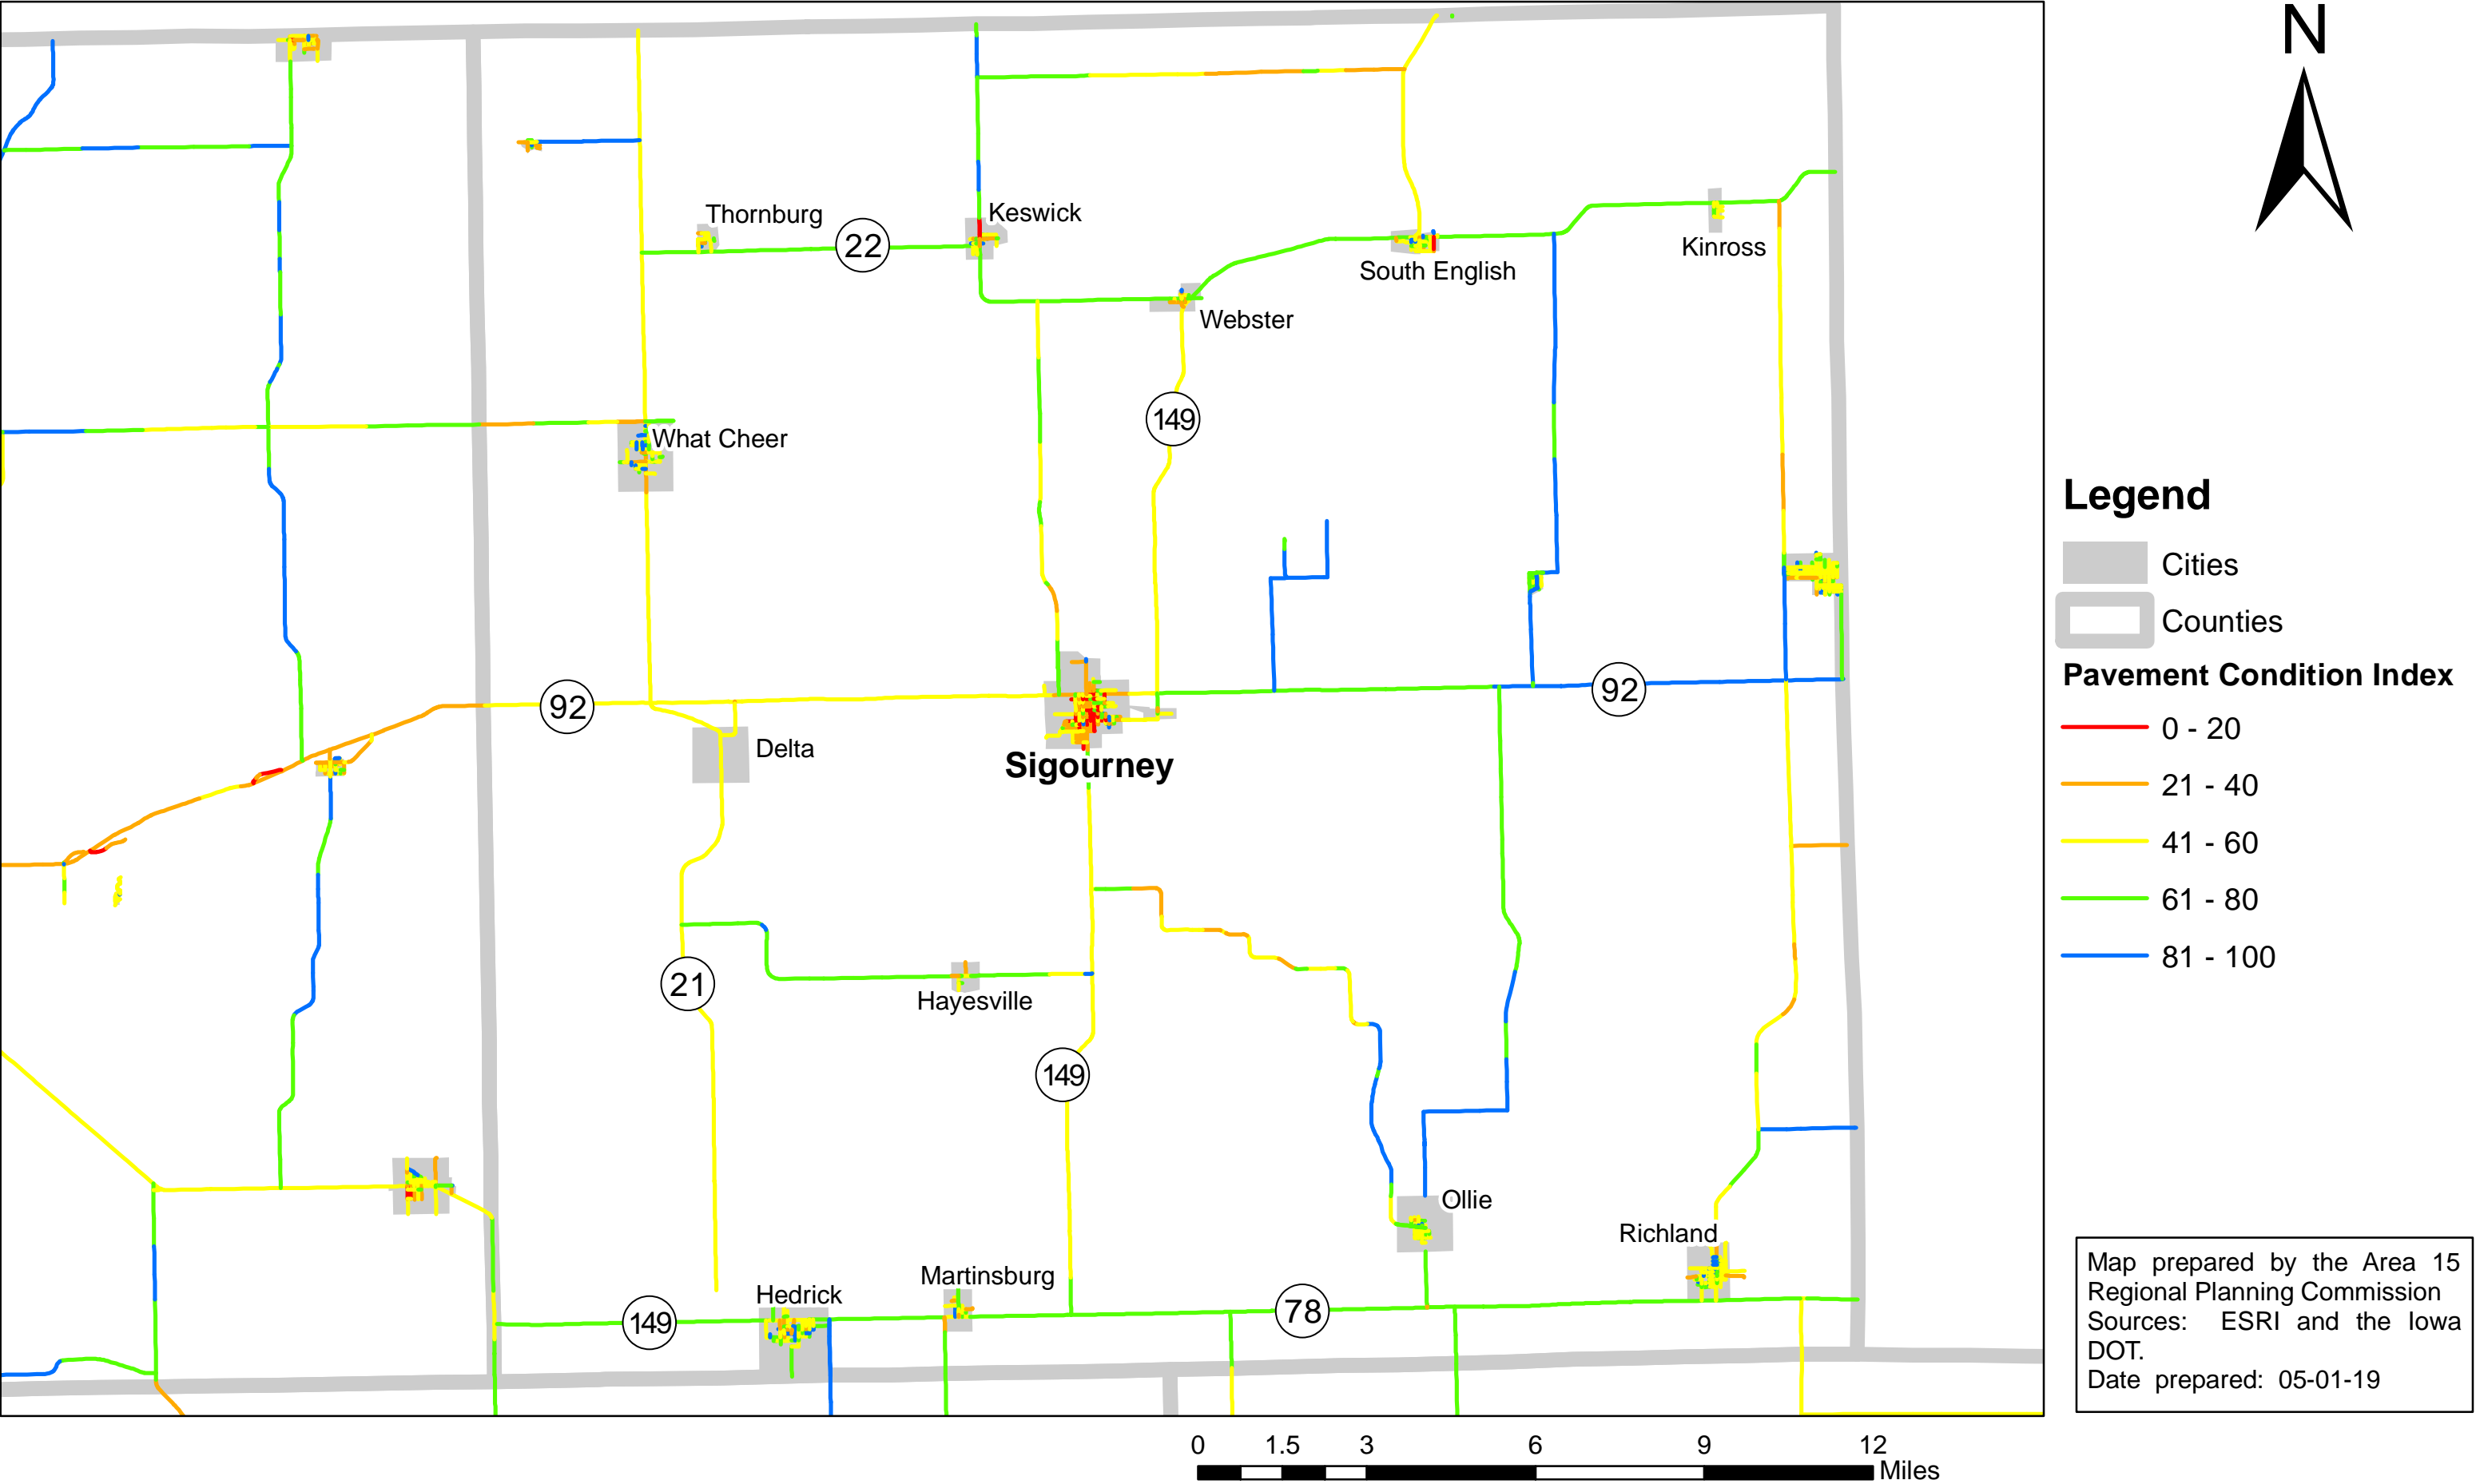 N
Thornburg
Keswick
22
Kinross
South English
Webster
149
What Cheer
Legend
Cities
Counties
Pavement Condition Index
92
92
0 - 20
Delta
Sigourney
21 - 40
41 - 60
61 - 80
81 - 100
21
Hayesville
149
Ollie
Richland
Martinsburg
Hedrick
149
78
Map prepared by the Area 15
Regional Planning Commission
Sources: ESRI and the Iowa
DOT.
Date prepared: 05-01-19
0 1.5 3 6 9 12
Miles